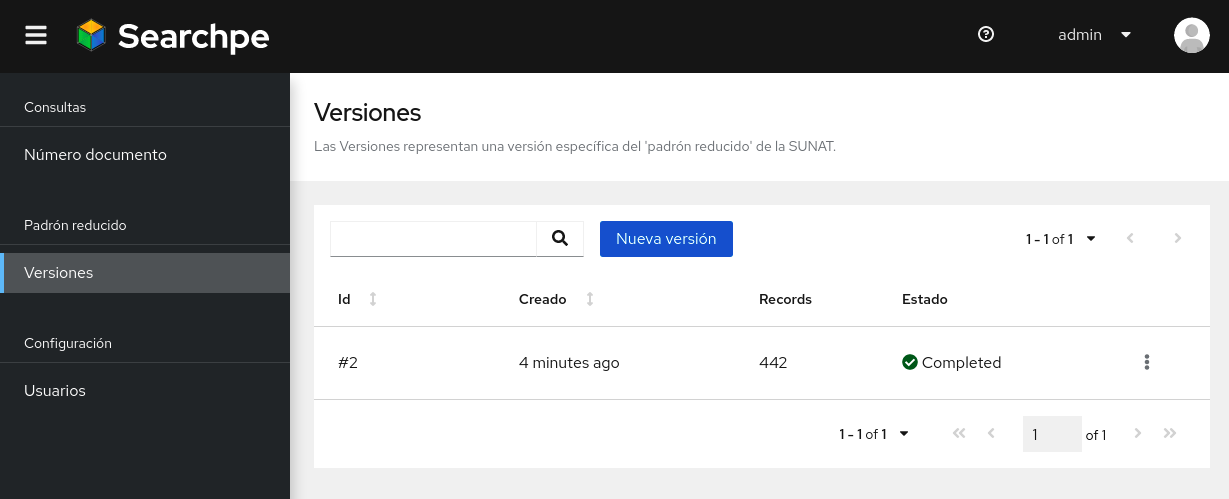 Searchpe
admin
Consultas
Número documento
Padrón reducido
Versiones
Configuración
Usuarios
Versiones
Las Versiones representan una versión específica del 'padrón reducido' de la SUNAT.
Nueva versión
1 - 1 of 1
Id Creado Records Estado
#2 4 minutes ago 442 Completed
1 - 1 of 1
1 of 1